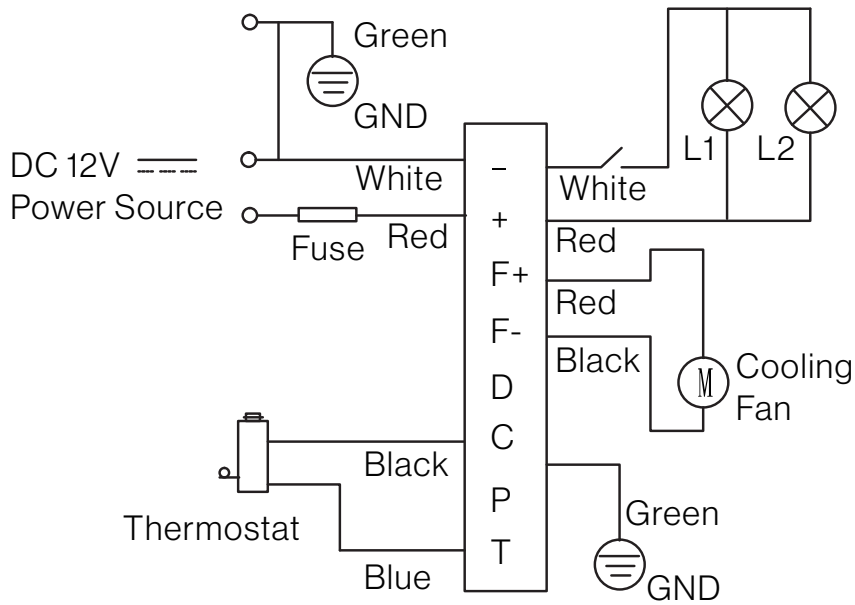 Green
GND
DC 12V
Power Source
White
Fuse
Red
-
+
F+
F-
D
C
P
T
White
L1
L2
Red
Red
Black
M
Cooling
Fan
Black
Thermostat
Blue
Green
GND